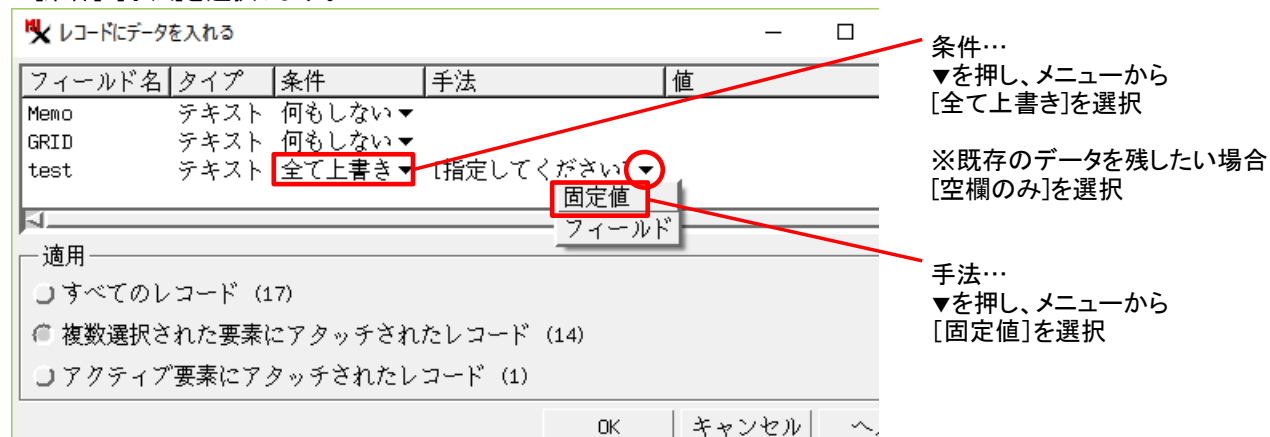 レコードにデータを入れる
フィールド名 タイプ 条件 手法 値
Memo テキスト 何もしない▼
GRID テキスト 何もしない▼
test テキスト 全て上書き▼ [指定してください] ▼
固定値
フィールド
適用
すべてのレコード (17)
複数選択された要素にアタッチされたレコード (14)
アクティブ要素にアタッチされたレコード (1)
OK キャンセル
条件…
▼を押し、メニューから
[全て上書き]を選択
※既存のデータを残したい場合
[空欄のみ]を選択
手法…
▼を押し、メニューから
[固定値]を選択